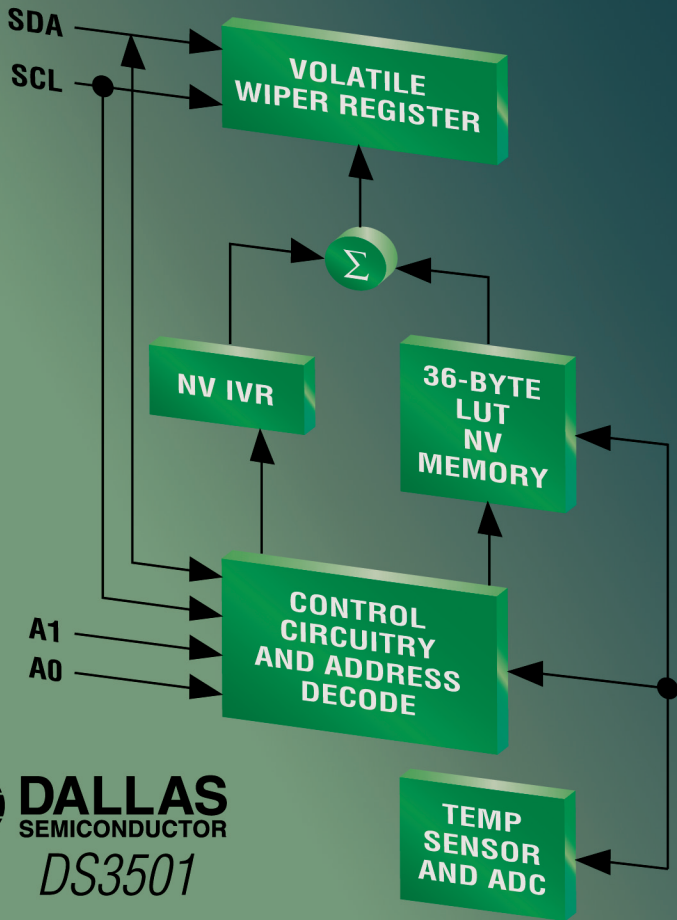 SDA
SCL
VOLATILE
WIPER REGISTER
Σ
NV IVR
36-BYTE
LUT
NV
MEMORY
CONTROL
CIRCUITRY
AND ADDRESS
DECODE
A1
A0
DALLAS
SEMICONDUCTOR
DS3501
TEMP
SENSOR
AND ADC